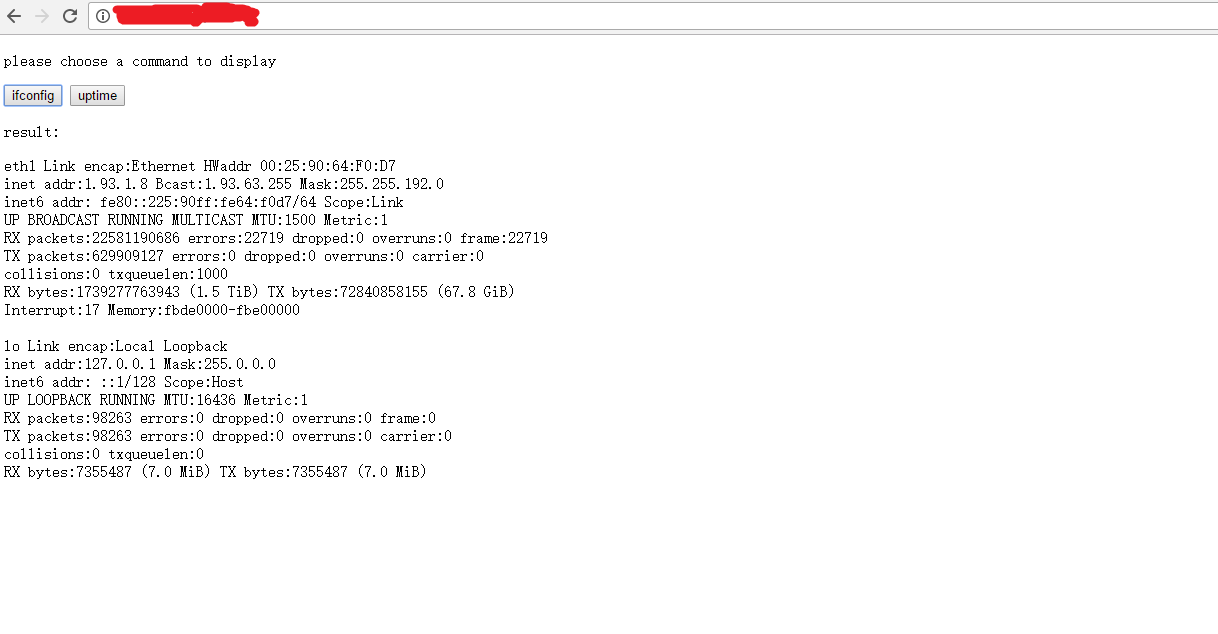 please choose a command to display
ifconfig uptime
result:
eth1 Link encap:Ethernet HWaddr 00:25:90:64:F0:D7
inet addr:1.93.1.8 Bcast:1.93.63.255 Mask:255.255.192.0
inet6 addr: fe80::225:90ff:fe64:f0d7/64 Scope:Link
UP BROADCAST RUNNING MULTICAST MTU:1500 Metric:1
RX packets:22581190686 errors:22719 dropped:0 overruns:0 frame:22719
TX packets:629909127 errors:0 dropped:0 overruns:0 carrier:0
collisions:0 txqueuelen:1000
RX bytes:1739277763943 (1.5 TiB) TX bytes:72840858155 (67.8 GiB)
Interrupt:17 Memory:fbde0000-fbe00000
lo Link encap:Local Loopback
inet addr:127.0.0.1 Mask:255.0.0.0
inet6 addr: ::1/128 Scope:Host
UP LOOPBACK RUNNING MTU:16436 Metric:1
RX packets:98263 errors:0 dropped:0 overruns:0 frame:0
TX packets:98263 errors:0 dropped:0 overruns:0 carrier:0
collisions:0 txqueuelen:0
RX bytes:7355487 (7.0 MiB) TX bytes:7355487 (7.0 MiB)